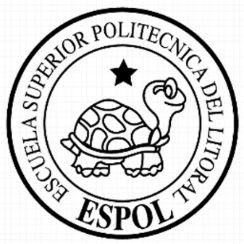 ESCUELA SUPERIOR POLITECNICA DEL LITORAL
ESPOL